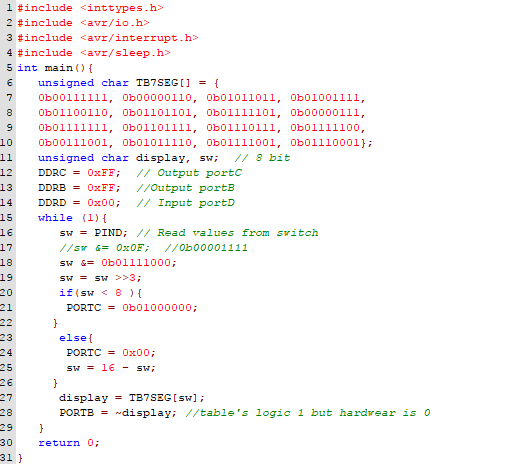 1 #include <inttypes.h>
2 #include <avr/io.h>
3 #include <avr/interrupt.h>
4 #include <avr/sleep.h>
5 int main(){
6 unsigned char TB7SEG[] = {
7 0b00111111, 0b00000110, 0b01011011, 0b01001111,
8 0b01100110, 0b01101101, 0b01111101, 0b00000111,
9 0b01111111, 0b01101111, 0b01110111, 0b01111100,
10 0b00111001, 0b01011110, 0b01111001, 0b01110001};
11 unsigned char display, sw; // 8 bit
12 DDRC = 0xFF; // Output portC
13 DDRB = 0xFF; //Output portB
14 DDRD = 0x00; // Input portD
15 while (1){
16 sw = PIND; // Read values from switch
17 //sw &= 0x0F; //0b00001111
18 sw &= 0b01111000;
19 sw = sw >>3;
20 if(sw < 8 ){
21 PORTC = 0b01000000;
22 }
23 else{
24 PORTC = 0x00;
25 sw = 16 - sw;
26 }
27 display = TB7SEG[sw];
28 PORTB = ~display; //table's logic 1 but hardwear is 0
29 }
30 return 0;
31 }